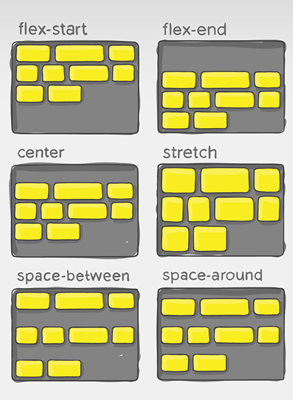 flex-start
flex-end
center
stretch
space-between
space-around